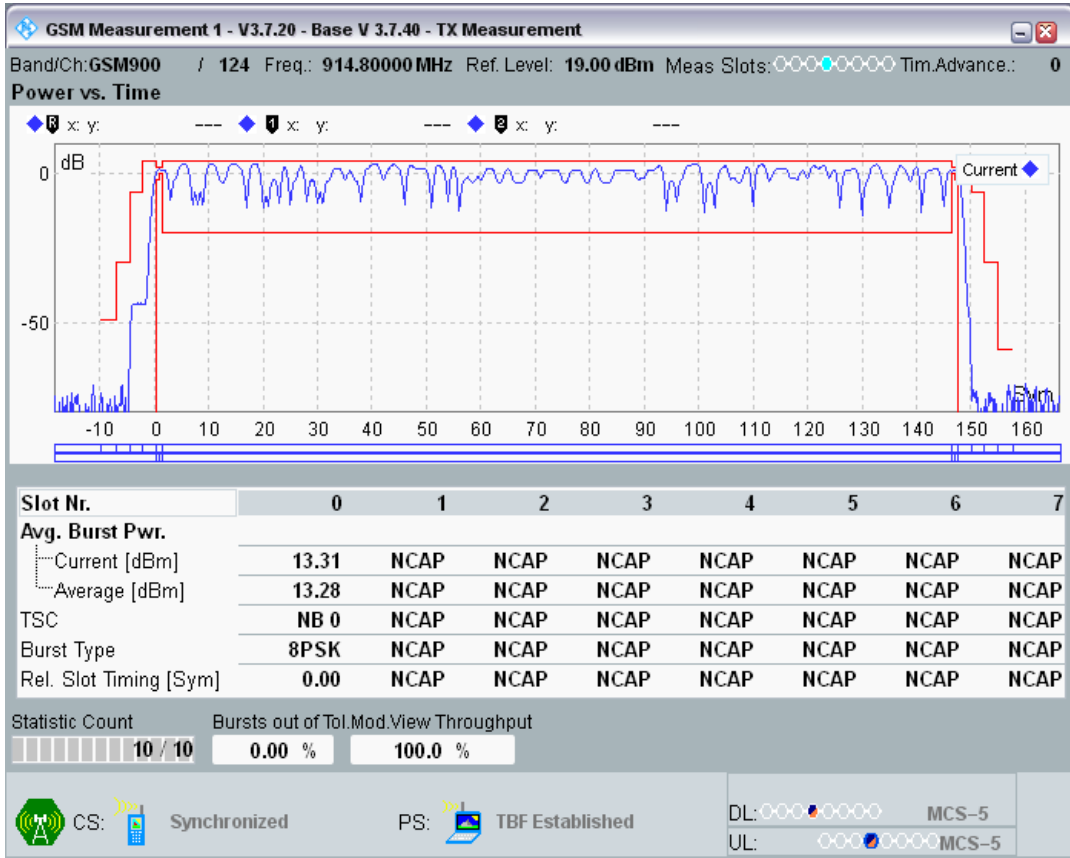 GSM Measurement 1 - V3.7.20 - Base V 3.7.40 - TX Measurement
Band/Ch:GSM900 / 124 Freq.: 914.80000 MHz Ref. Level: 19.00 dBm Meas Slots: Tim.Advance.: 0
Power vs. Time
R x: y: --- 1 x: y: --- 2 x: y: ---
dB
Current
0
-50
Sym
-10 0 10 20 30 40 50 60 70 80 90 100 110 120 130 140 150 160
Slot Nr. 0 1 2 3 4 5 6 7
Avg. Burst Pwr.
Current [dBm] 13.31 NCAP NCAP NCAP NCAP NCAP NCAP NCAP
Average [dBm] 13.28 NCAP NCAP NCAP NCAP NCAP NCAP NCAP
TSC NB 0 NCAP NCAP NCAP NCAP NCAP NCAP NCAP
Burst Type 8PSK NCAP NCAP NCAP NCAP NCAP NCAP NCAP
Rel. Slot Timing [Sym] 0.00 NCAP NCAP NCAP NCAP NCAP NCAP NCAP
Statistic Count Bursts out of Tol.Mod.View Throughput
10 / 10 0.00 % 100.0 %
CS: Synchronized PS: TBF Established DL: MCS-5
UL: MCS-5